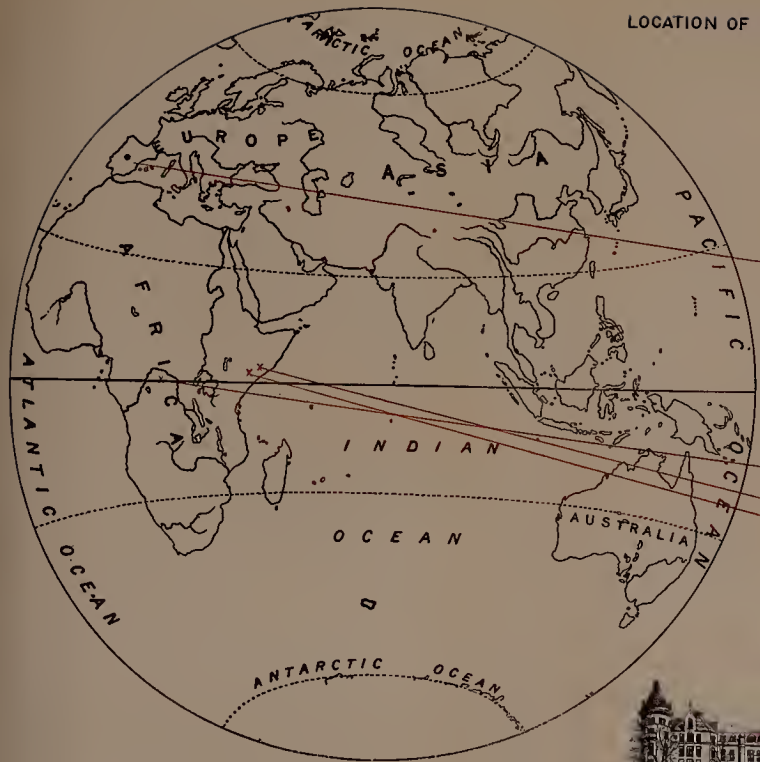 LOCATION OF
ARCTIC OCEAN
EUROPE
ASIA
PACIFIC OCEAN
AFRICA
ATLANTIC OCEAN
INDIAN
OCEAN
AUSTRALIA
ANTARCTIC OCEAN